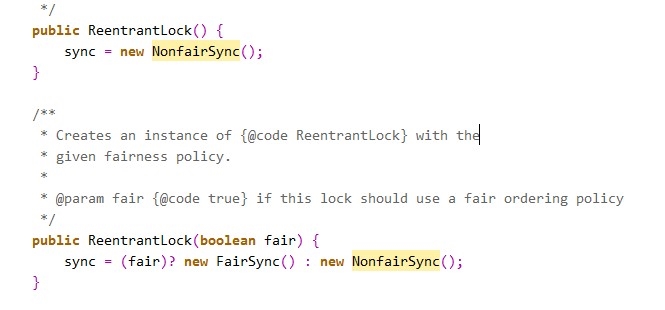 */
public ReentrantLock() {
sync = new NonfairSync();
}
/**
* Creates an instance of {@code ReentrantLock} with the
* given fairness policy.
*
* @param fair {@code true} if this lock should use a fair ordering policy
*/
public ReentrantLock(boolean fair) {
sync = (fair)? new FairSync() : new NonfairSync();
}